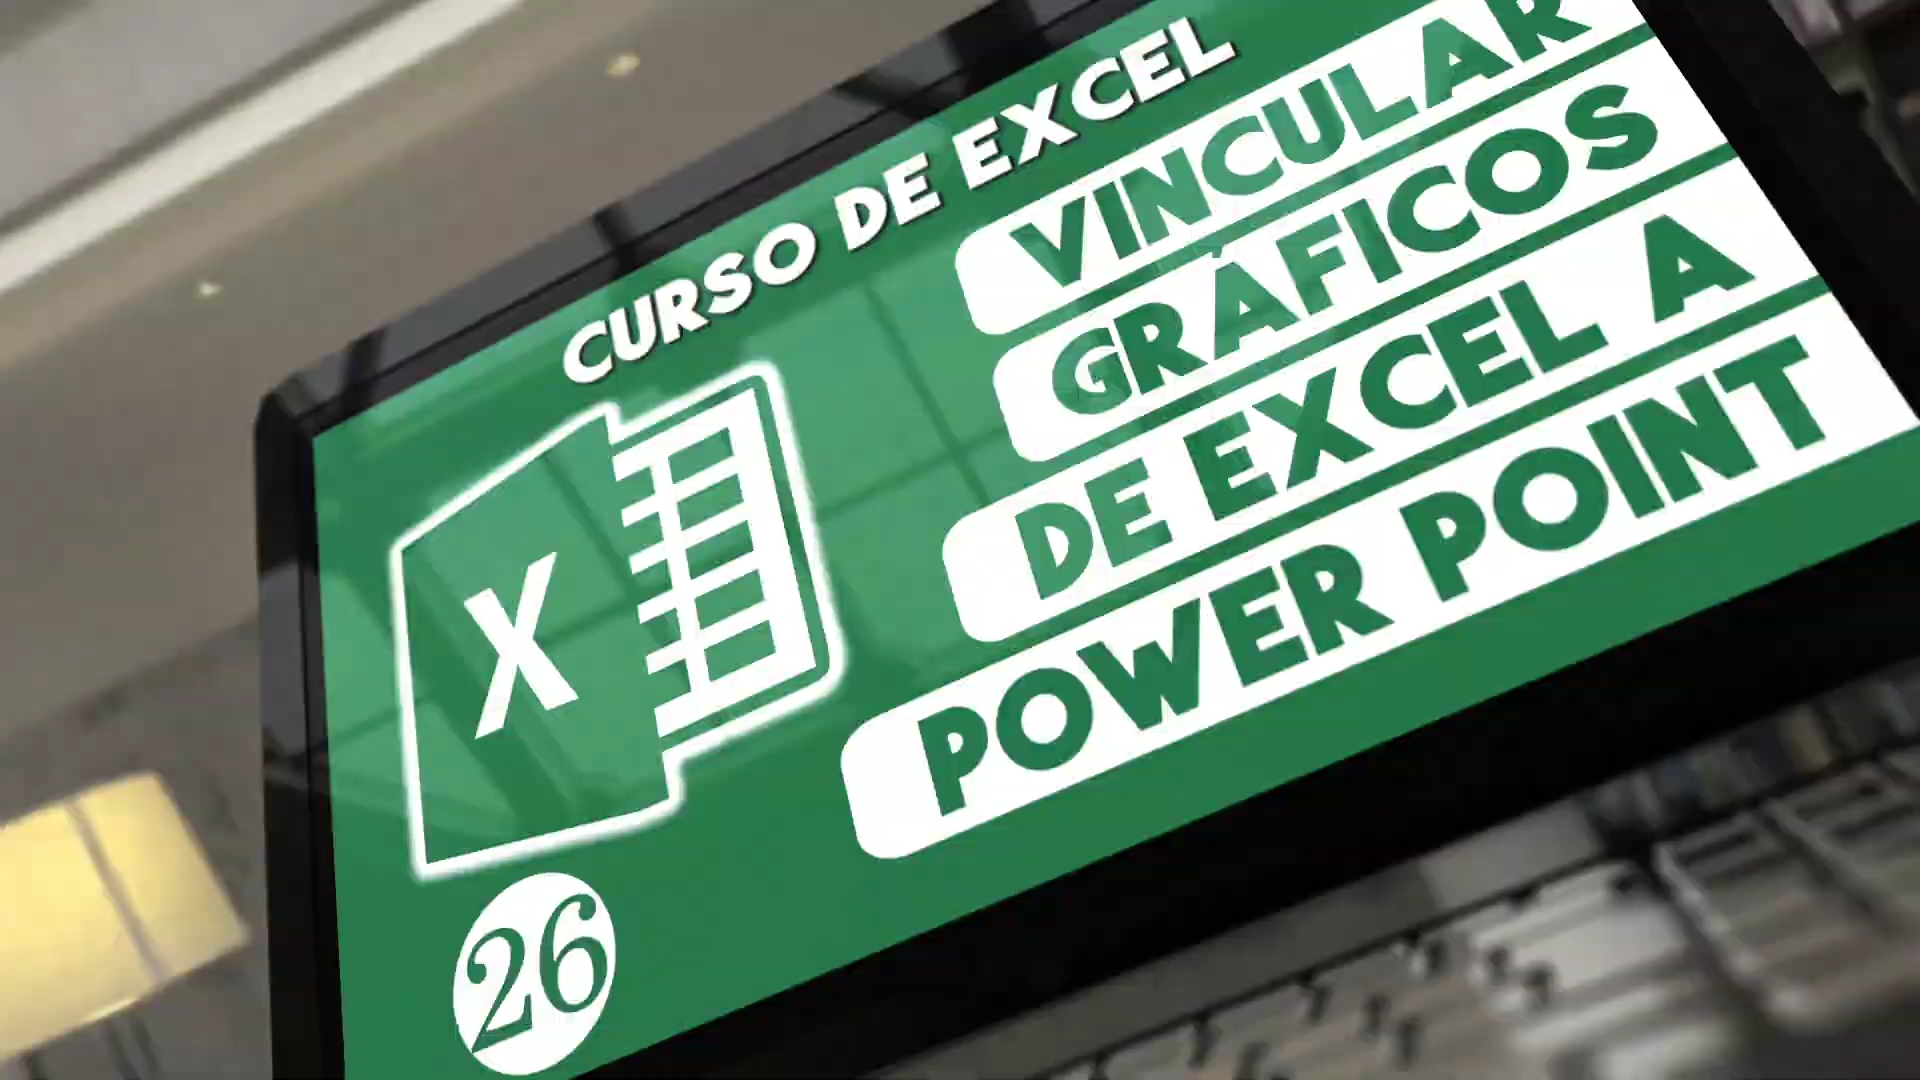 CURSO DE EXCEL
VINCULAR
GRÁFICOS
DE EXCEL A
POWER POINT
X
26